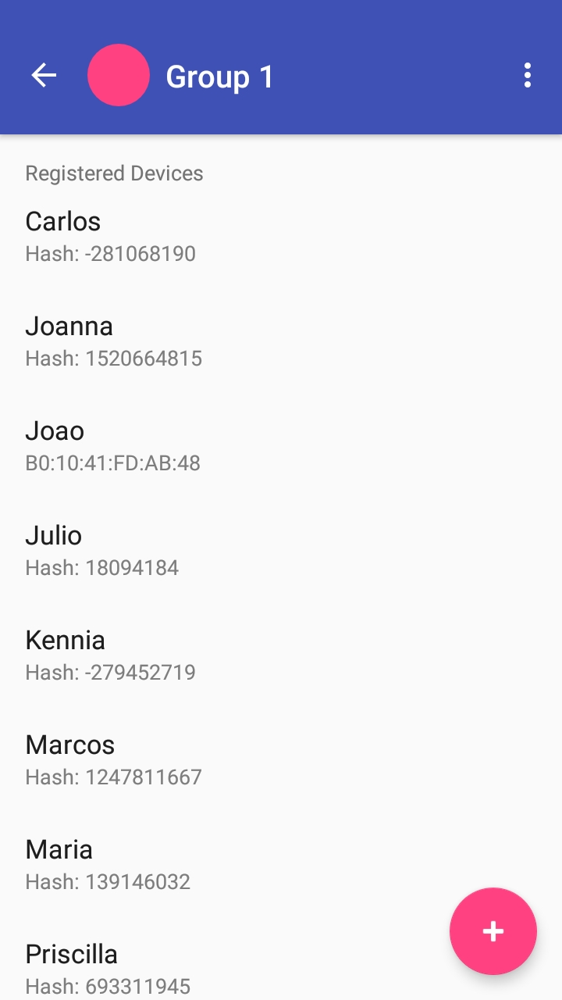 Group 1
Registered Devices
Carlos
Hash: -281068190
Joanna
Hash: 1520664815
Joao
B0:10:41:FD:AB:48
Julio
Hash: 18094184
Kennia
Hash: -279452719
Marcos
Hash: 1247811667
Maria
Hash: 139146032
Priscilla
Hash: 693311945